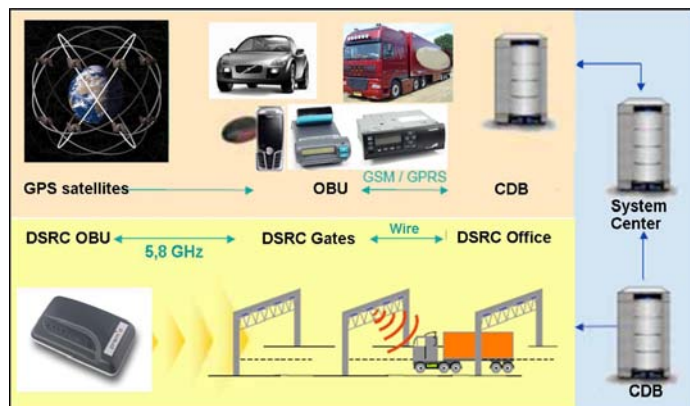 GPS satellites
OBU
GSM / GPRS
CDB
System
Center
DSRC OBU
5,8 GHz
DSRC Gates
Wire
DSRC Office
CDB